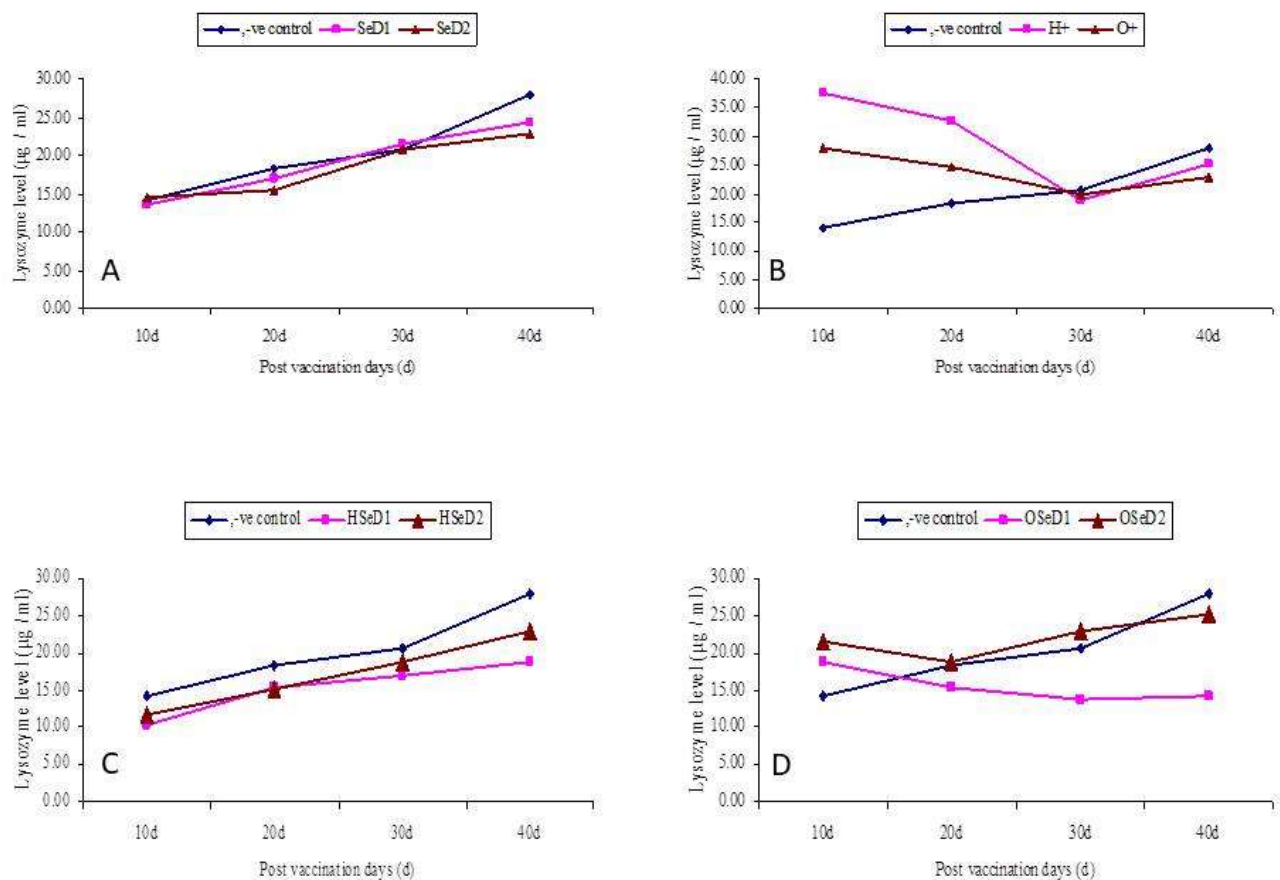 ,-ve control SeD1 SeD2
30.00
25.00
20.00
15.00
10.00
5.00
0.00
Lysozyme level (µg / ml)
A
10d 20d 30d 40d
Post vaccination days (d)
,-ve control H+ O+
40.00
35.00
30.00
25.00
20.00
15.00
10.00
5.00
0.00
Lysozyme level (µg / ml)
B
10d 20d 30d 40d
Post vaccination days (d)
,-ve control HSeD1 HSeD2
30.00
25.00
20.00
15.00
10.00
5.00
0.00
Lysozyme level (µg / ml)
C
10d 20d 30d 40d
Post vaccination days (d)
,-ve control OSeD1 OSeD2
30.00
25.00
20.00
15.00
10.00
5.00
0.00
Lysozyme level (µg / ml)
D
10d 20d 30d 40d
Post vaccination days (d)